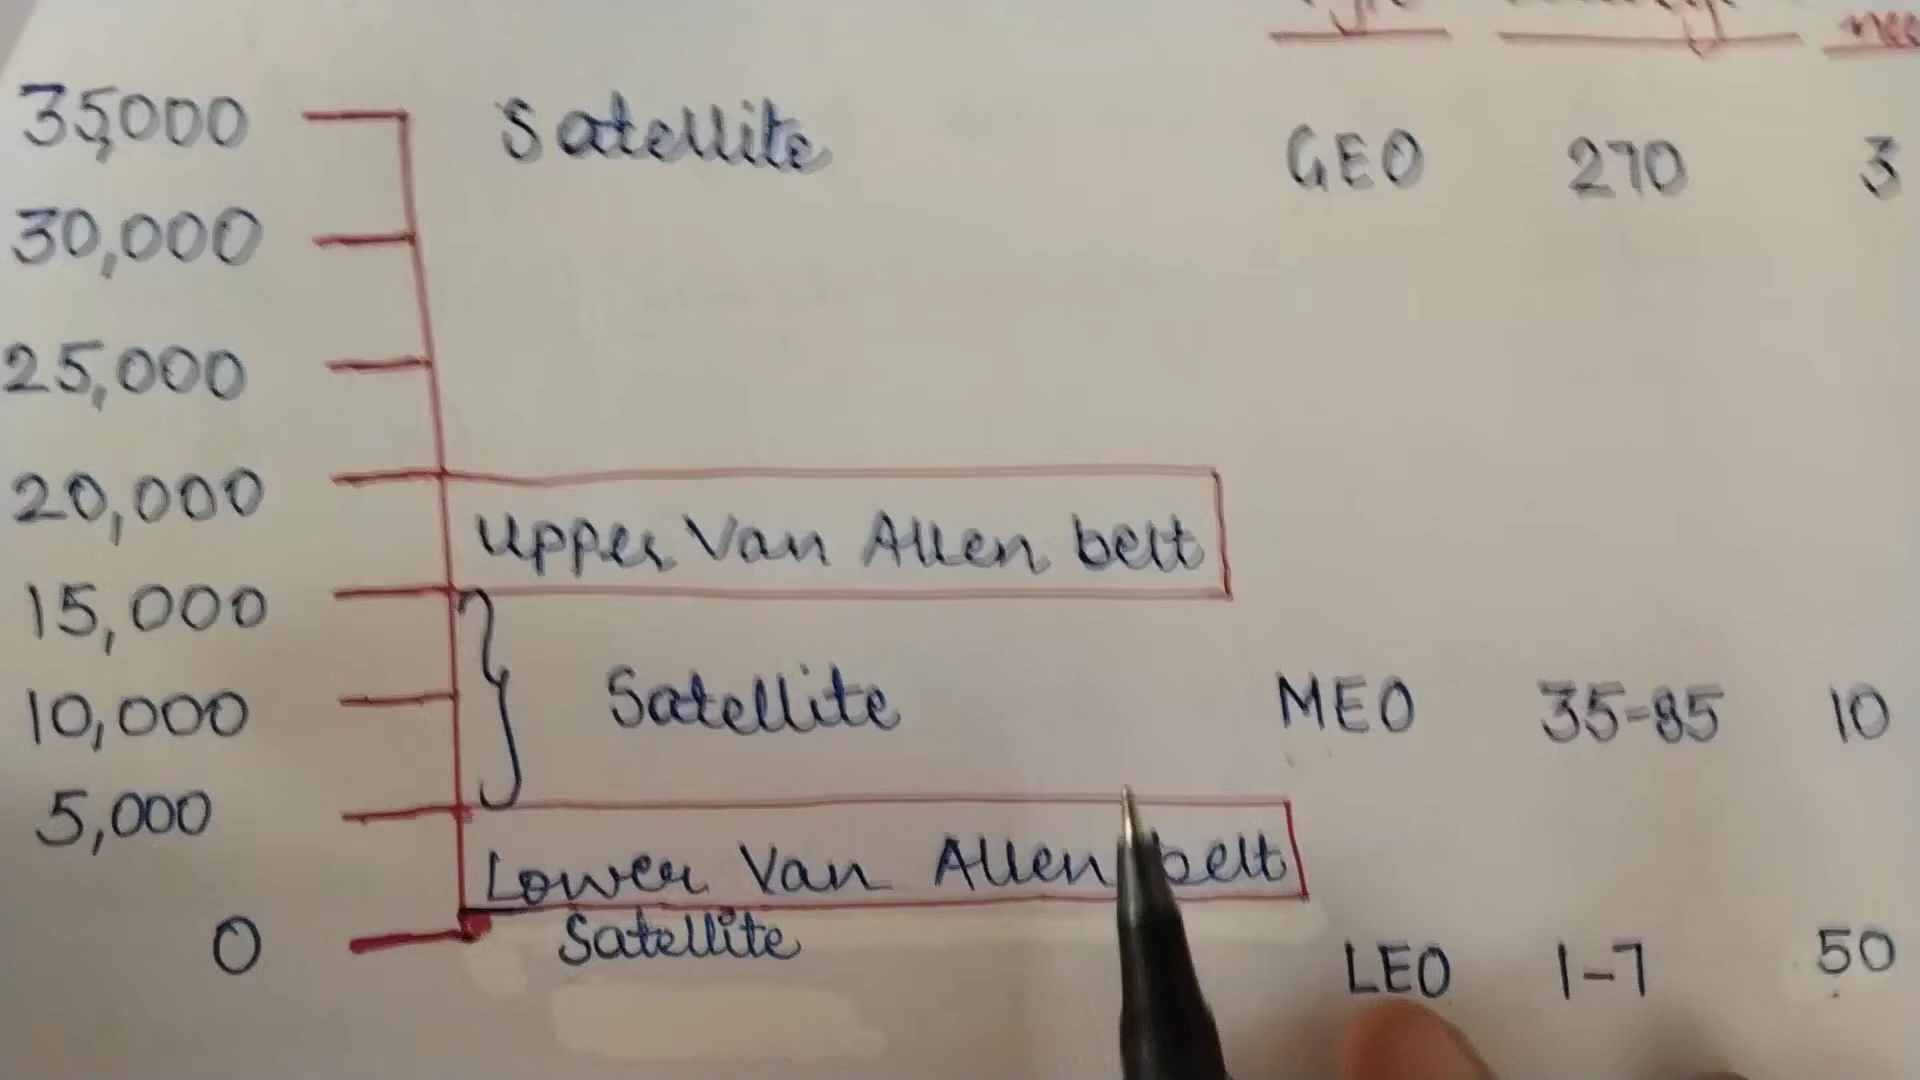 35,000 Satellite GEO 270 3
30,000
25,000
20,000
Upper Van Allen belt
15,000
10,000 Satellite MEO 35-85 10
5,000
Lower Van Allen belt
0 Satellite LEO 1-7 50